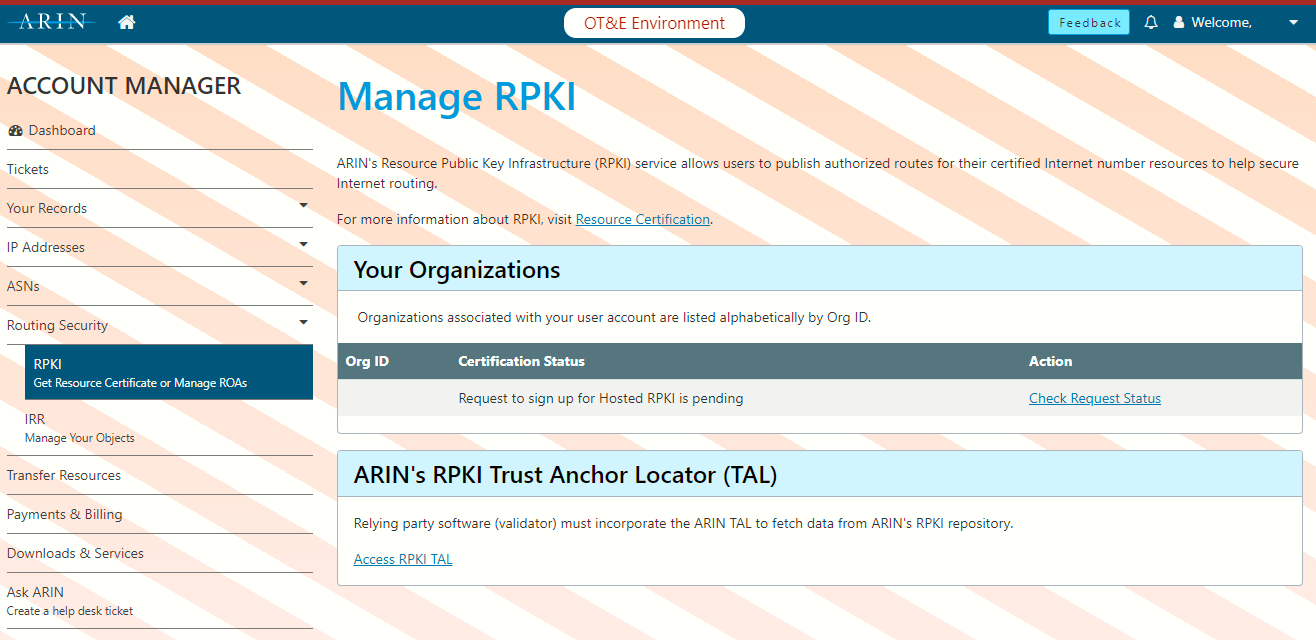 ARIN
OT&E Environment
Feedback
Welcome,
ACCOUNT MANAGER
Dashboard
Tickets
Your Records
IP Addresses
ASNs
Routing Security
RPKI
Get Resource Certificate or Manage ROAs
IRR
Manage Your Objects
Transfer Resources
Payments & Billing
Downloads & Services
Ask ARIN
Create a help desk ticket
Manage RPKI
ARIN's Resource Public Key Infrastructure (RPKI) service allows users to publish authorized routes for their certified Internet number resources to help secure
Internet routing.
For more information about RPKI, visit Resource Certification.
Your Organizations
Organizations associated with your user account are listed alphabetically by Org ID.
Org ID Certification Status Action
Request to sign up for Hosted RPKI is pending Check Request Status
ARIN's RPKI Trust Anchor Locator (TAL)
Relying party software (validator) must incorporate the ARIN TAL to fetch data from ARIN's RPKI repository.
Access RPKI TAL